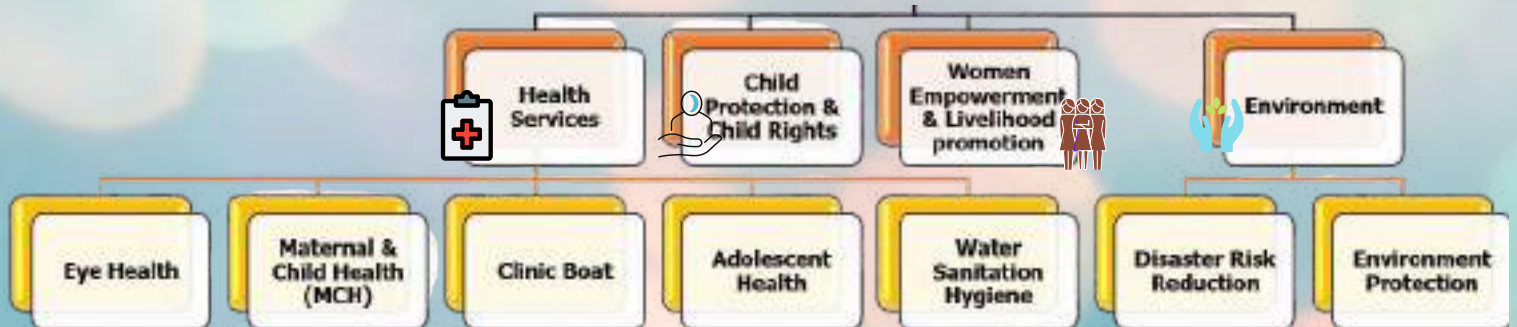 Health
Services
Child
Protection &
Child Rights
Women
Empowerment
& Livelihood
promotion
Environment
Eye Health
Maternal &
Child Health
(MCH)
Clinic Boat
Adolescent
Health
Water
Sanitation
Hygiene
Disaster Risk
Reduction
Environment
Protection